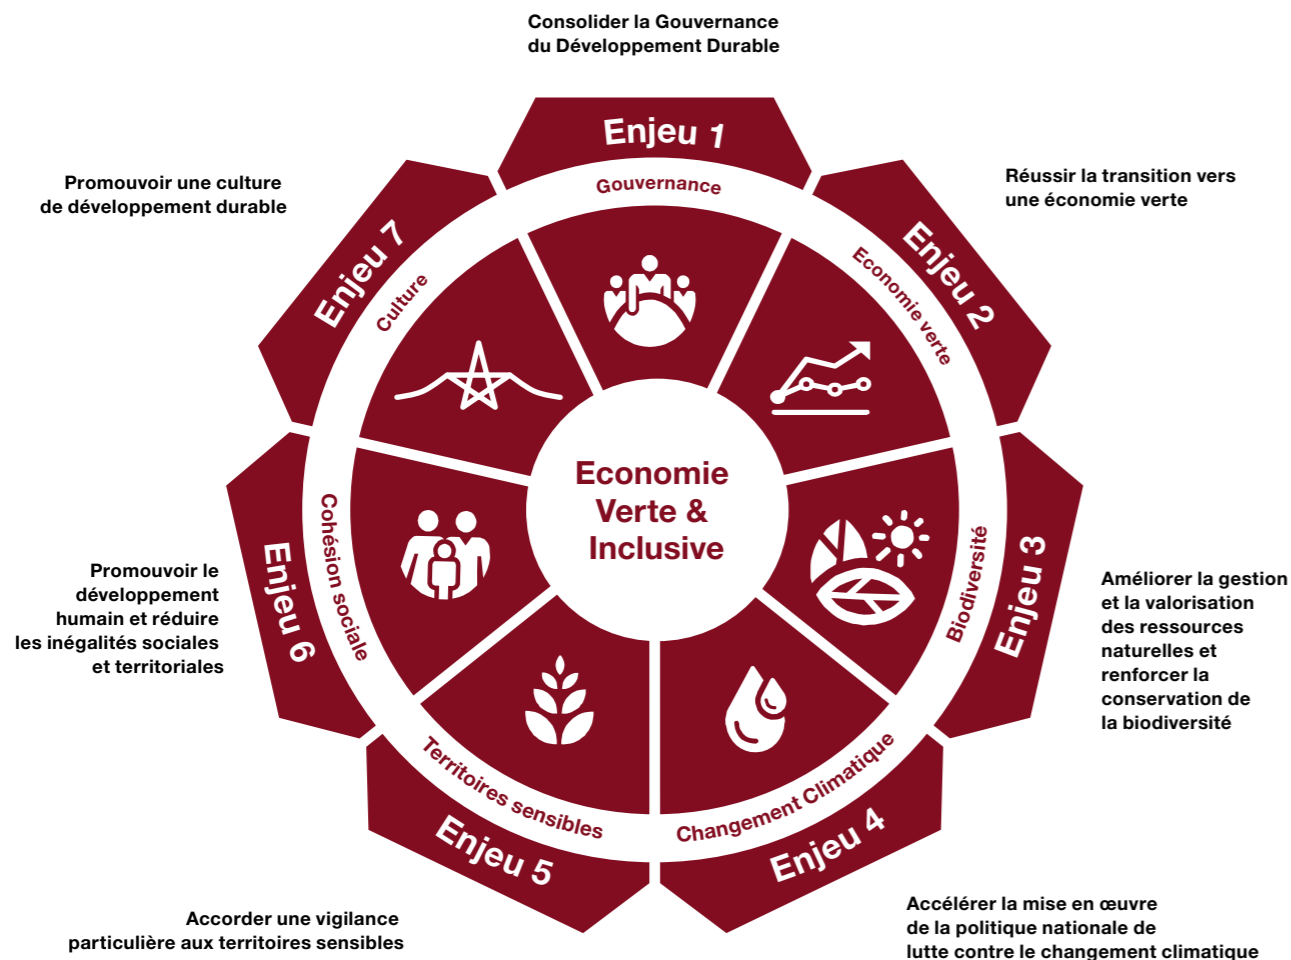 Consolider la Gouvernance
du Développement Durable
Enjeu 1
Gouvernance
Réussir la transition vers
une économie verte
Enjeu 2
Economie verte
Améliorer la gestion
et la valorisation
des ressources
naturelles et
renforcer la
conservation de
la biodiversité
Enjeu 3
Biodiversité
Accélérer la mise en œuvre
de la politique nationale de
lutte contre le changement climatique
Enjeu 4
Changement Climatique
Accorder une vigilance
particulière aux territoires sensibles
Enjeu 5
Territoires sensibles
Promouvoir le
développement
humain et réduire
les inégalités sociales
et territoriales
Enjeu 6
Cohésion sociale
Promouvoir une culture
de développement durable
Enjeu 7
Culture
Economie
Verte &
Inclusive